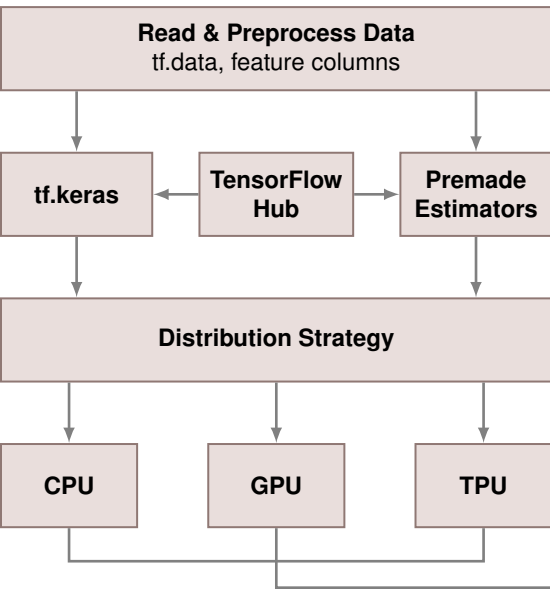 Read & Preprocess Data
tf.data, feature columns
tf.keras
TensorFlow
Hub
Premade
Estimators
Distribution Strategy
CPU
GPU
TPU